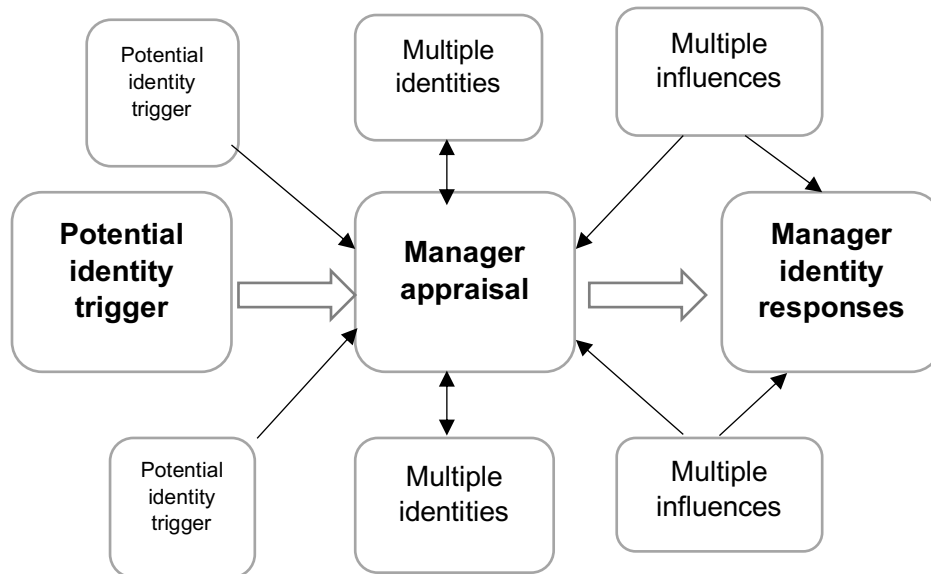 Potential
identity
trigger
Multiple
identities
Multiple
influences
Potential
identity
trigger
Manager
appraisal
Manager
identity
responses
Potential
identity
trigger
Multiple
identities
Multiple
influences